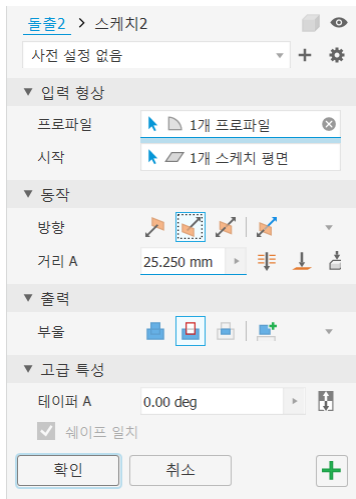 돌출2 > 스케치2
사전 설정 없음
입력 형상
프로파일 1개 프로파일
시작 1개 스케치 평면
동작
방향
거리 A 25.250 mm
출력
부울
고급 특성
테이퍼 A 0.00 deg
쉐이프 일치
확인 취소